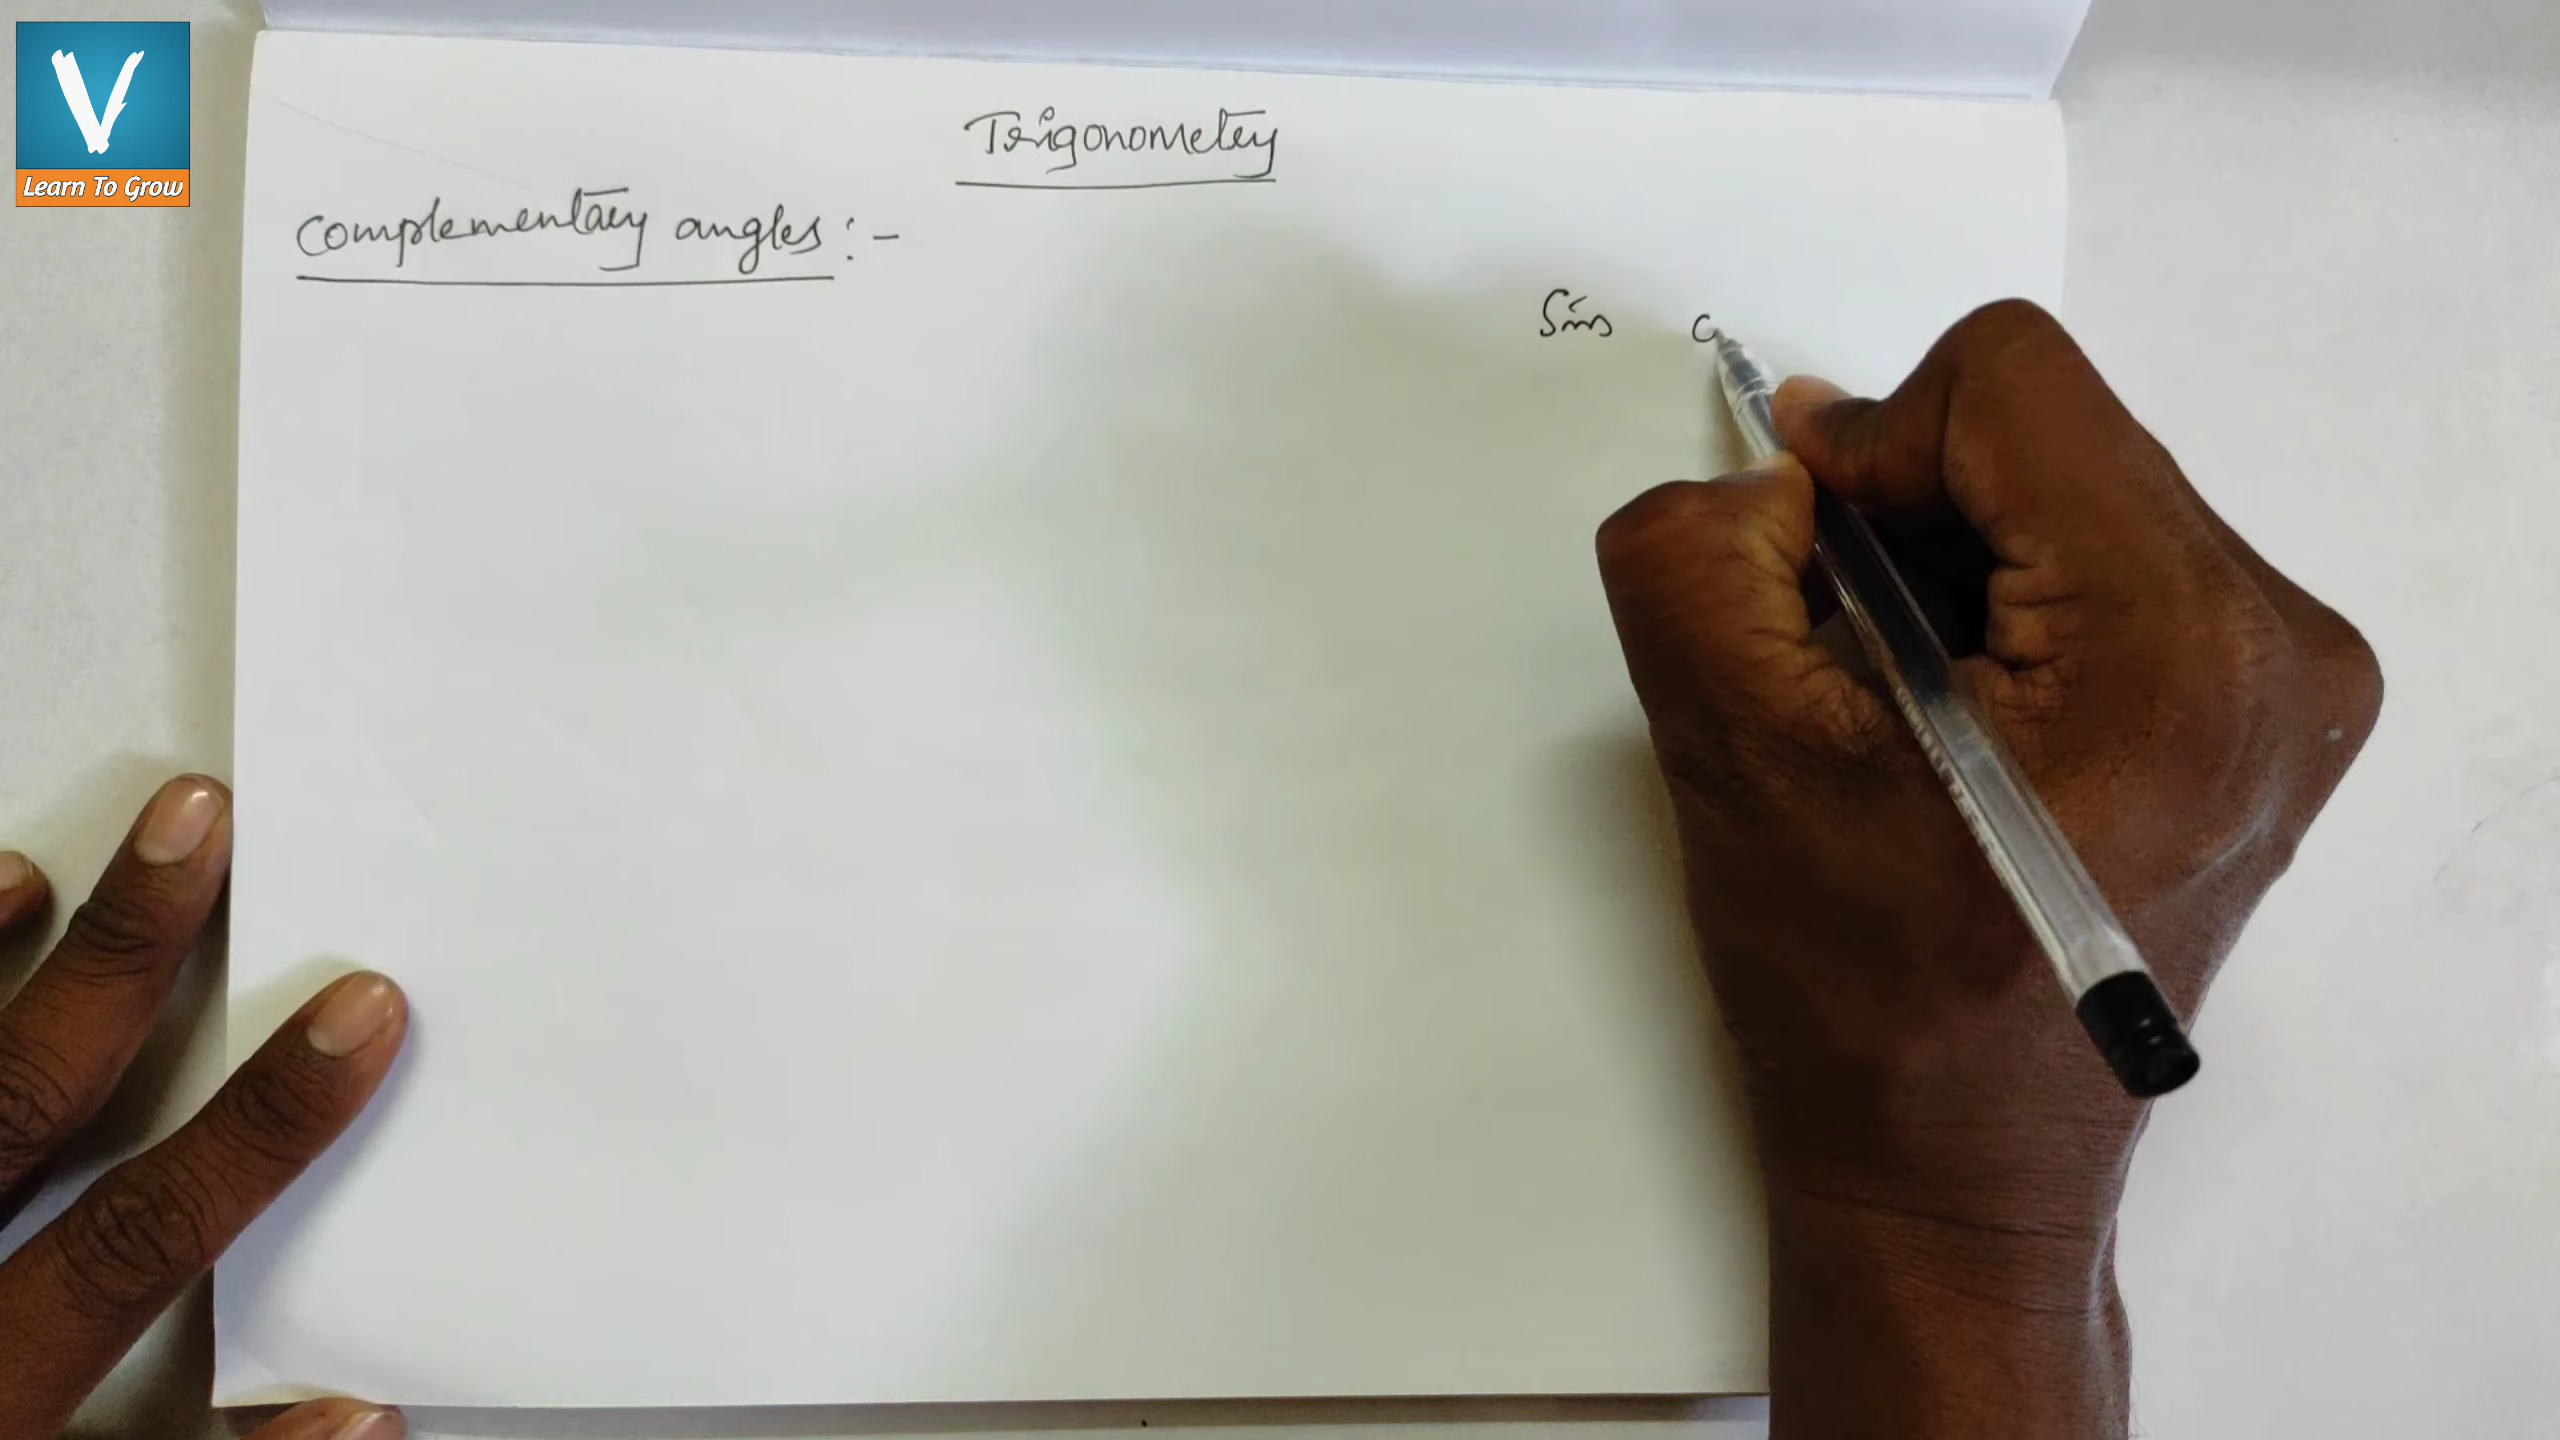 V
Learn To Grow
Trigonometry
complementary angles :-
Sin c